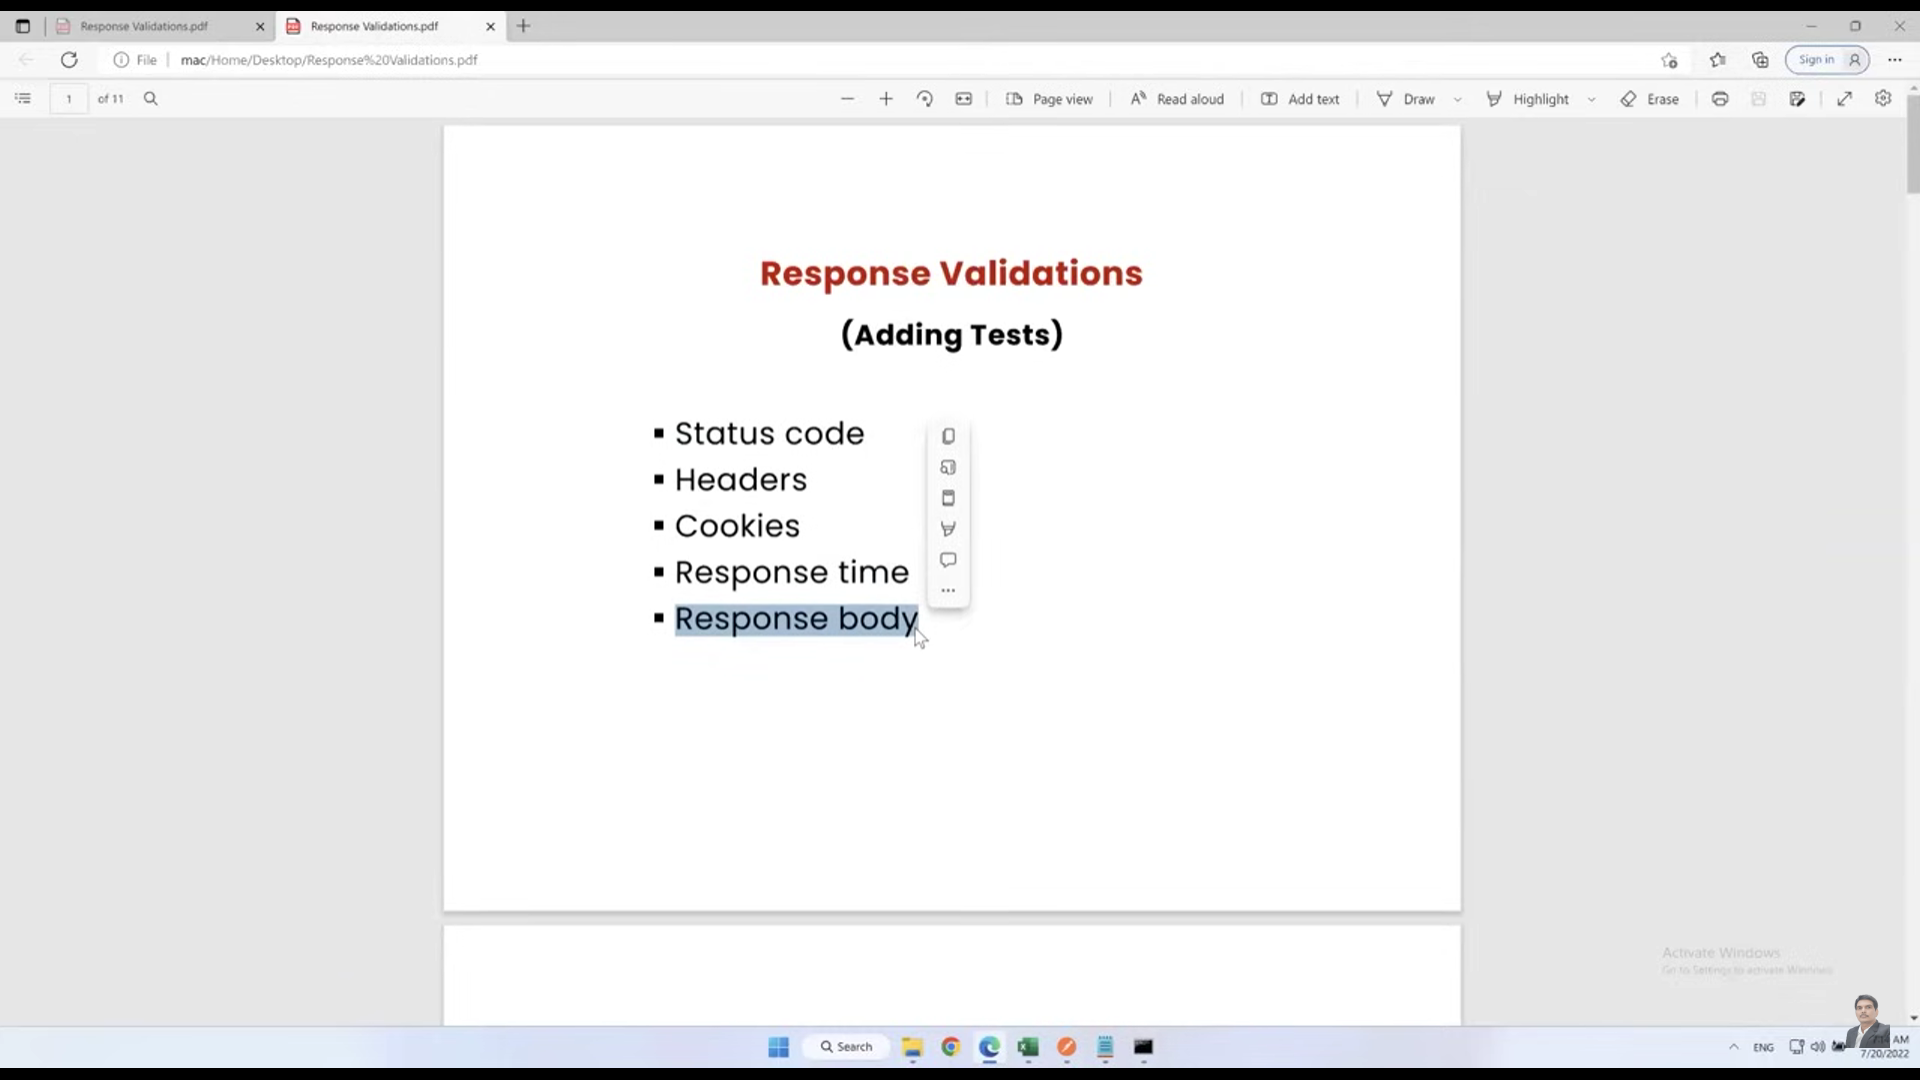 Response Validations.pdf
Response Validations.pdf
File
mac/Home/Desktop/Response%20Validations.pdf
Sign in
1 of 11
Page view
Read aloud
Add text
Draw
Highlight
Erase
Response Validations
(Adding Tests)
Status code
Headers
Cookies
Response time
Response body
Activate Windows
Go to Settings to activate Windows.
Search
ENG
AM
7/20/2022